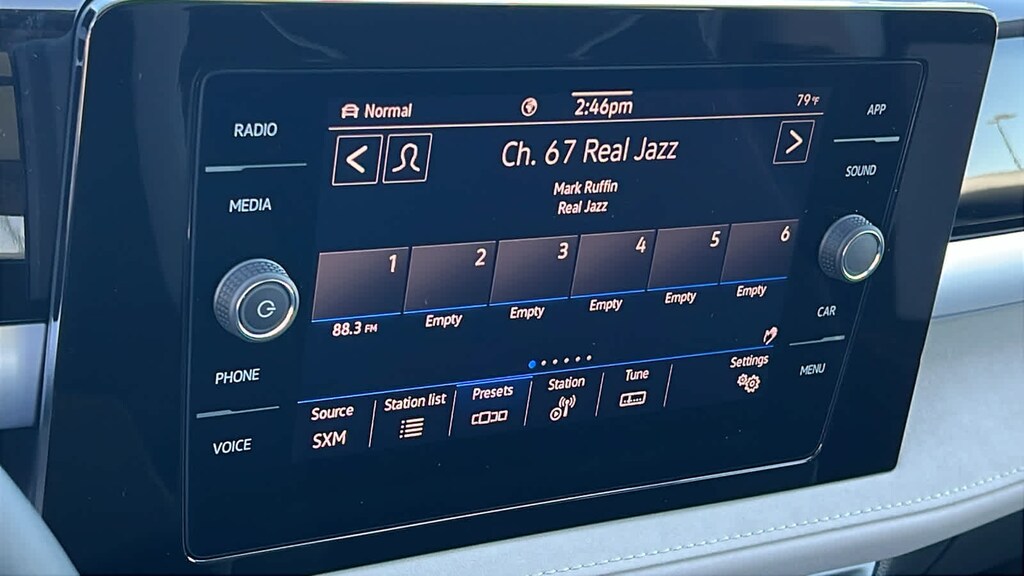 RADIO
MEDIA
PHONE
VOICE
Normal
2:46pm
79°F
Ch. 67 Real Jazz
Mark Ruffin
Real Jazz
1 2 3 4 5 6
88.3 FM Empty Empty Empty Empty Empty
Source Station list Presets Station Tune Settings
SXM
APP
SOUND
CAR
MENU